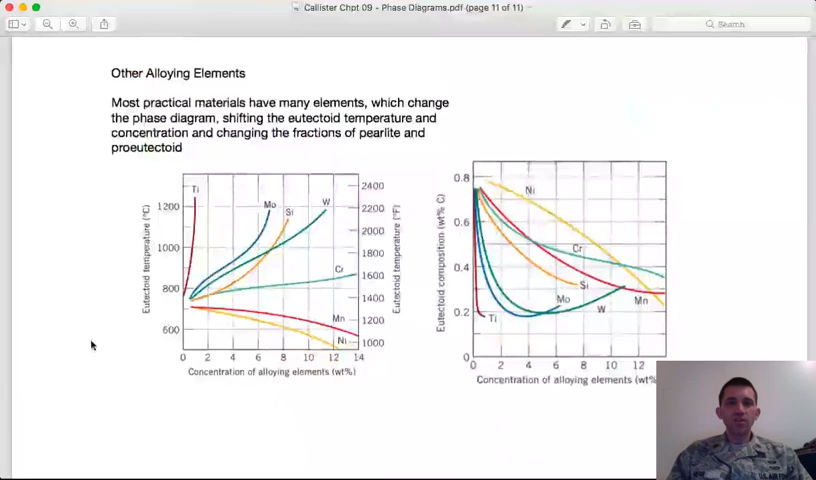 Callister Chpt 09 - Phase Diagrams.pdf (page 11 of 11)
Search
Other Alloying Elements
Most practical materials have many elements, which change
the phase diagram, shifting the eutectoid temperature and
concentration and changing the fractions of pearlite and
proeutectoid
Ti
Mo
Si
W
Cr
Mn
Ni
1200
1000
800
600
2400
2200
2000
1800
1600
1400
1200
1000
Eutectoid temperature (°C)
Eutectoid temperature (°F)
0 2 4 6 8 10 12 14
Concentration of alloying elements (wt%)
Ni
Cr
Si
Mo
W
Mn
Ti
0.8
0.6
0.4
0.2
0
Eutectoid composition (wt% C)
0 2 4 6 8 10 12
Concentration of alloying elements (wt%